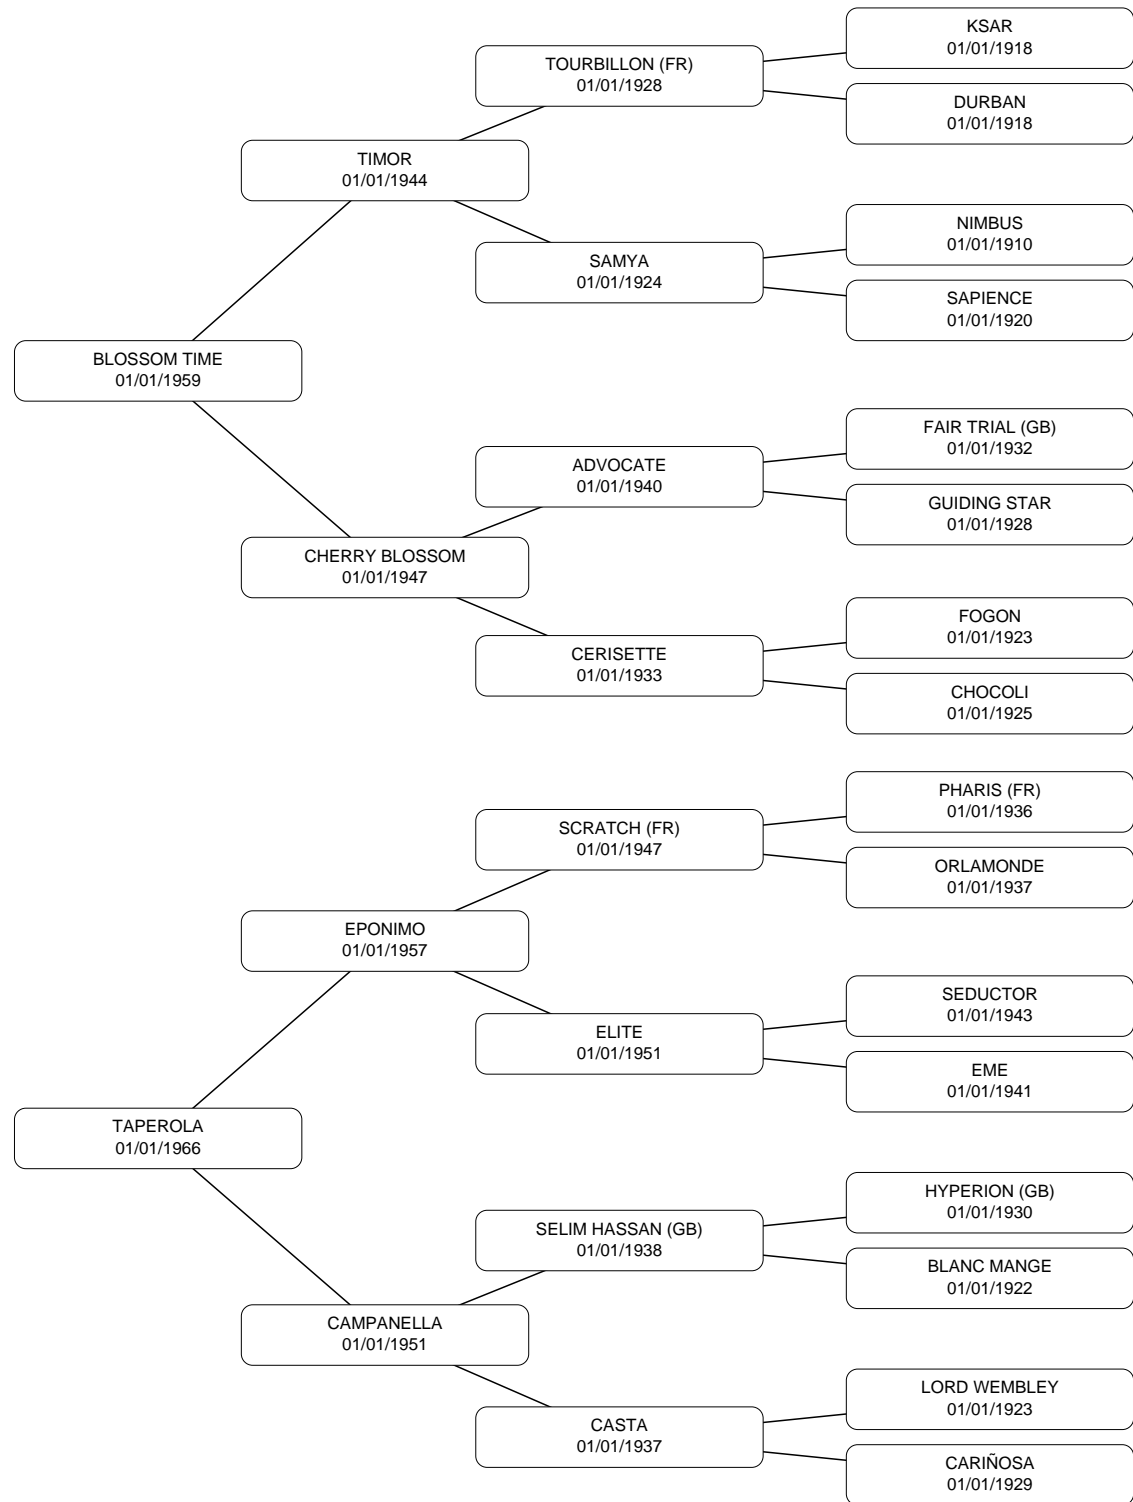 KSAR
01/01/1918
TOURBILLON (FR)
01/01/1928
DURBAN
01/01/1918
TIMOR
01/01/1944
NIMBUS
01/01/1910
SAMYA
01/01/1924
SAPIENCE
01/01/1920
BLOSSOM TIME
01/01/1959
FAIR TRIAL (GB)
01/01/1932
ADVOCATE
01/01/1940
GUIDING STAR
01/01/1928
CHERRY BLOSSOM
01/01/1947
FOGON
01/01/1923
CERISETTE
01/01/1933
CHOCOLI
01/01/1925
PHARIS (FR)
01/01/1936
SCRATCH (FR)
01/01/1947
ORLAMONDE
01/01/1937
EPONIMO
01/01/1957
SEDUCTOR
01/01/1943
ELITE
01/01/1951
EME
01/01/1941
TAPEROLA
01/01/1966
HYPERION (GB)
01/01/1930
SELIM HASSAN (GB)
01/01/1938
BLANC MANGE
01/01/1922
CAMPANELLA
01/01/1951
LORD WEMBLEY
01/01/1923
CASTA
01/01/1937
CARIÑOSA
01/01/1929